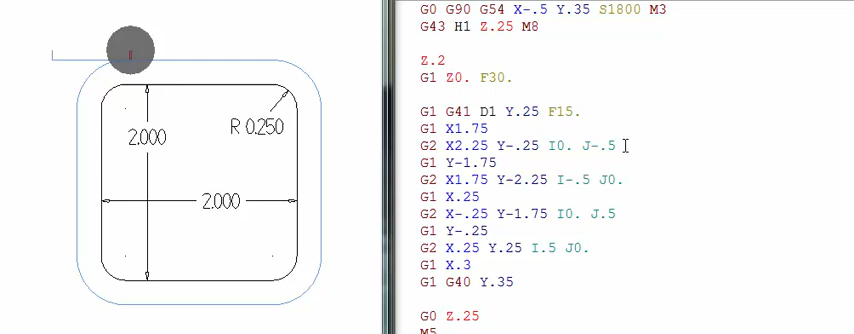 2.000
R 0.250
2.000
G0 G90 G54 X-.5 Y.35 S1800 M3
G43 H1 Z.25 M8
Z.2
G1 Z0. F30.
G1 G41 D1 Y.25 F15.
G1 X1.75
G2 X2.25 Y-.25 I0. J-.5
G1 Y-1.75
G2 X1.75 Y-2.25 I-.5 J0.
G1 X.25
G2 X-.25 Y-1.75 I0. J.5
G1 Y-.25
G2 X.25 Y.25 I.5 J0.
G1 X.3
G1 G40 Y.35
G0 Z.25
M5